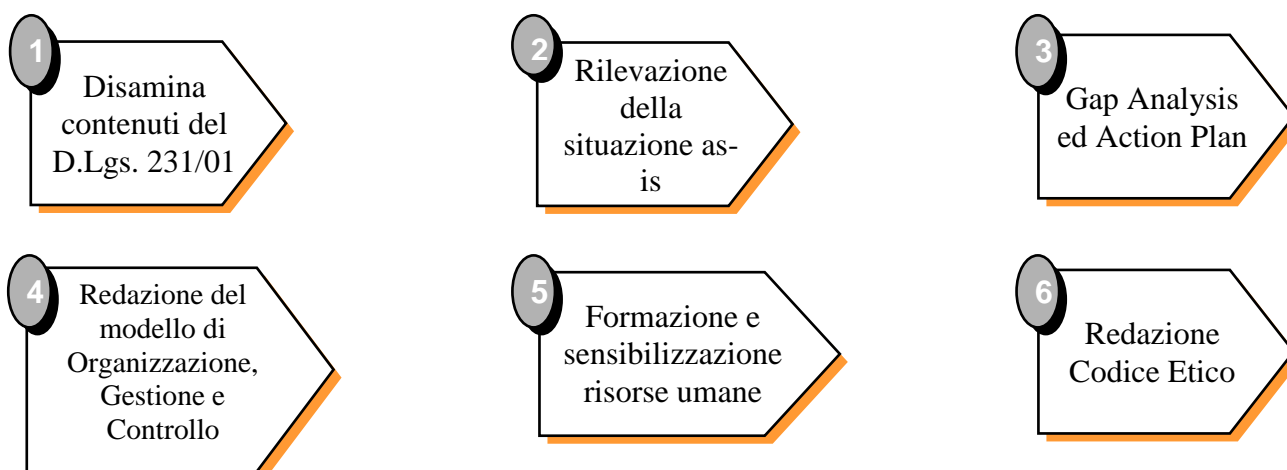 1
Disamina
contenuti del
D.Lgs. 231/01
2
Rilevazione
della
situazione as-
is
3
Gap Analysis
ed Action Plan
4
Redazione del
modello di
Organizzazione,
Gestione e
Controllo
5
Formazione e
sensibilizzazione
risorse umane
6
Redazione
Codice Etico